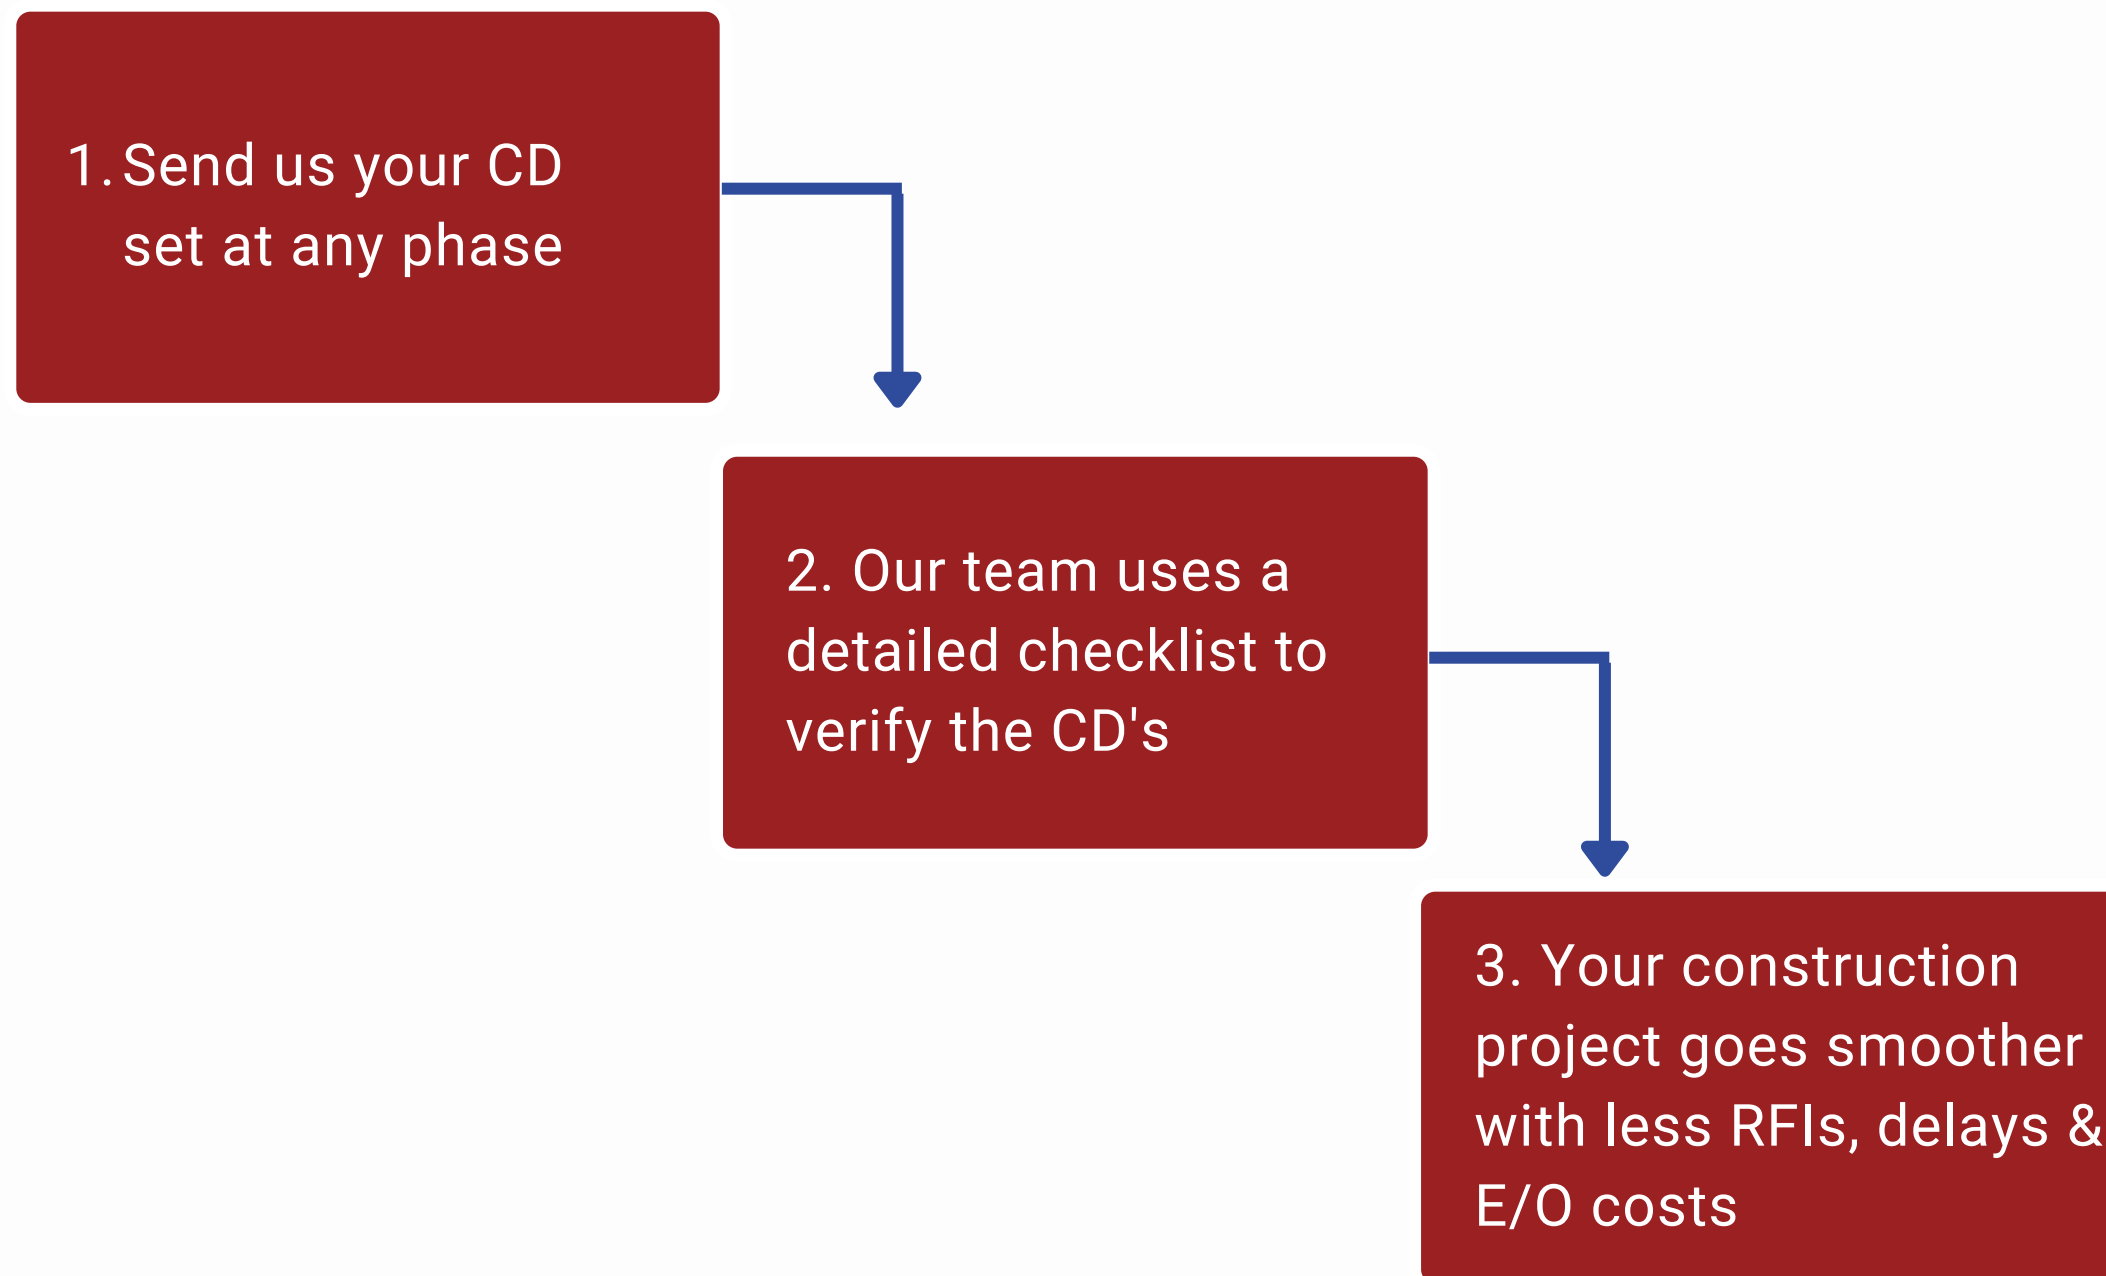 1. Send us your CD
set at any phase
2. Our team uses a
detailed checklist to
verify the CD's
3. Your construction
project goes smoother
with less RFIs, delays &
E/O costs